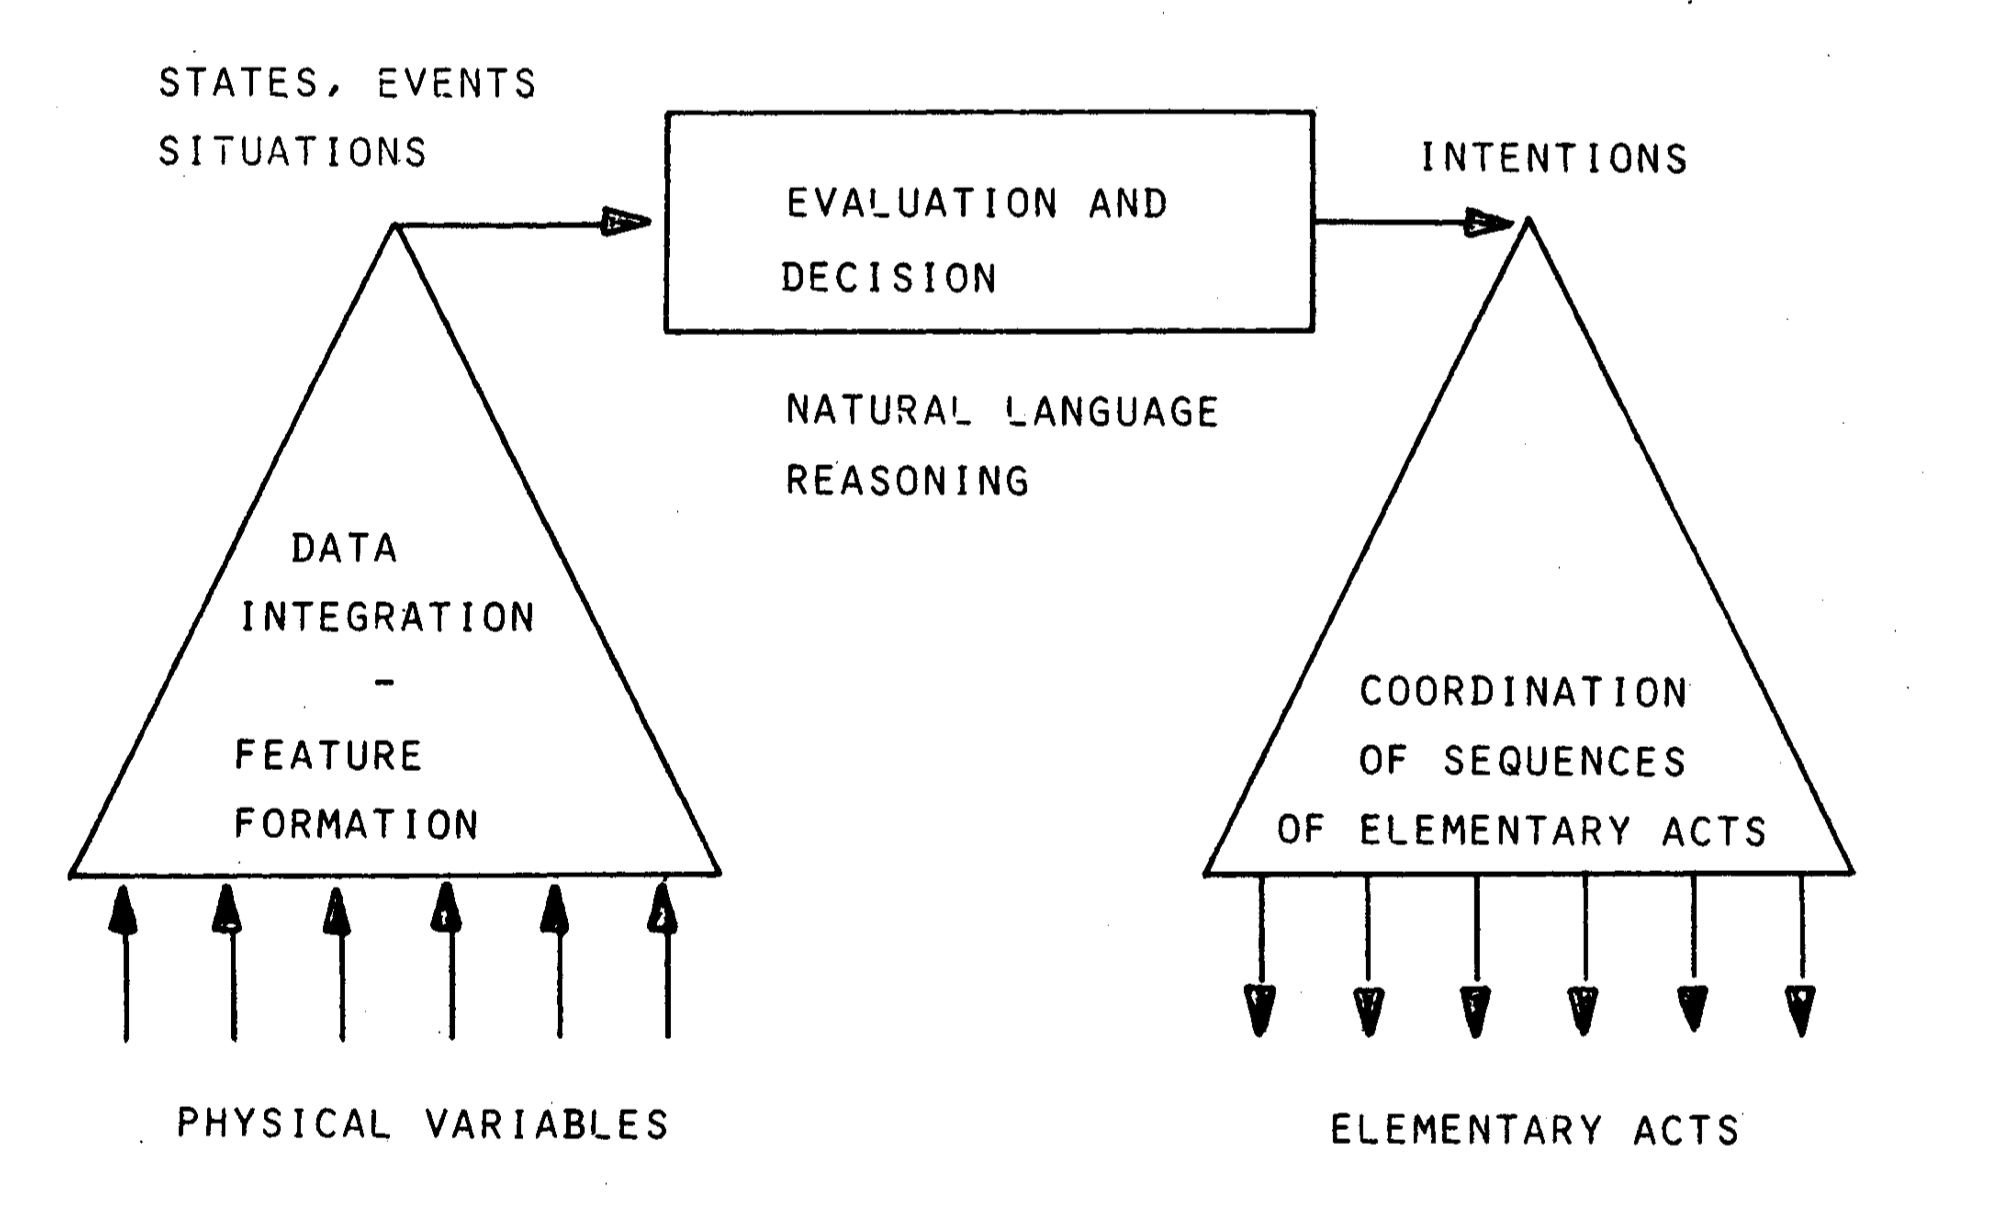 STATES, EVENTS
SITUATIONS
EVALUATION AND
DECISION
INTENTIONS
NATURAL LANGUAGE
REASONING
DATA
INTEGRATION
-
FEATURE
FORMATION
COORDINATION
OF SEQUENCES
OF ELEMENTARY ACTS
PHYSICAL VARIABLES
ELEMENTARY ACTS